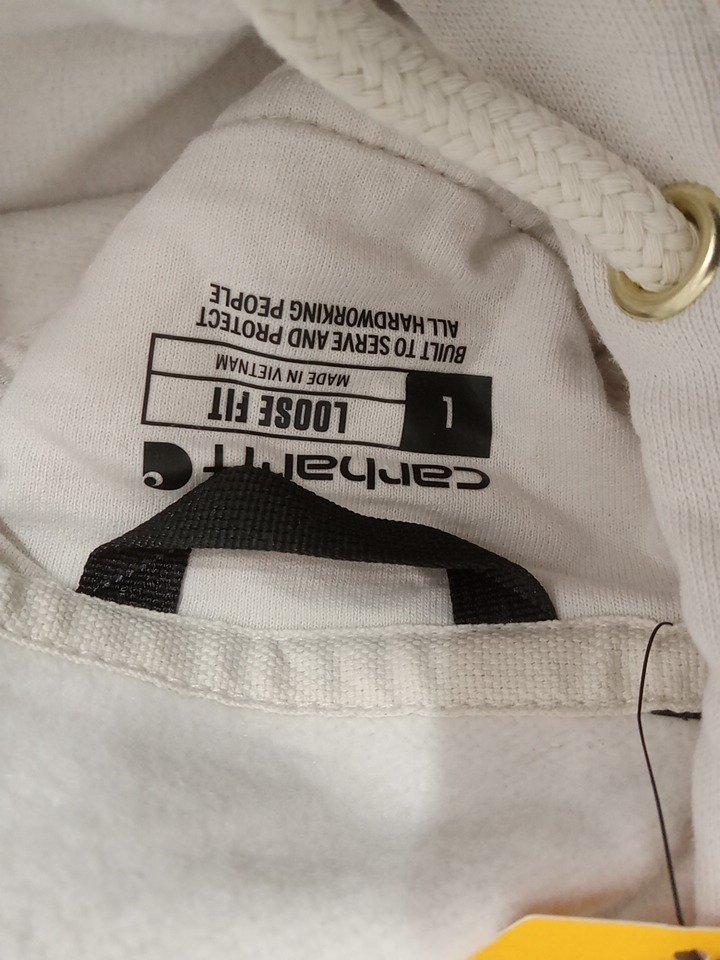 carhartt
L
LOOSE FIT
MADE IN VIETNAM
BUILT TO SERVE AND PROTECT
ALL HARDWORKING PEOPLE